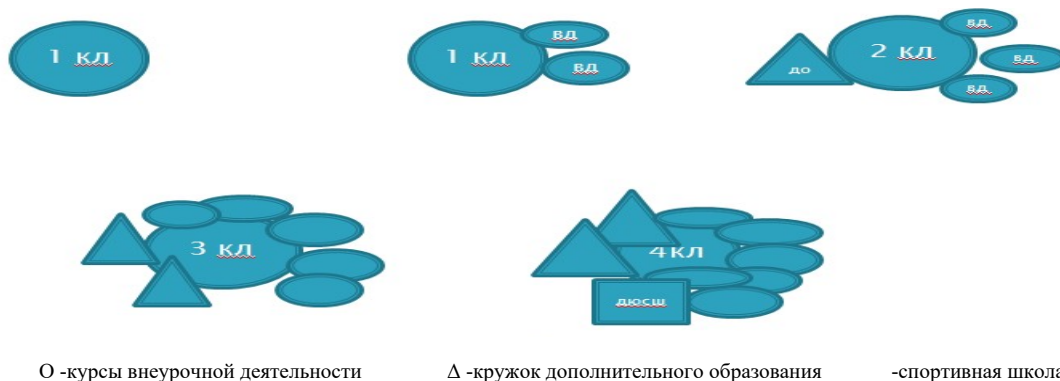 1 кл
1 кл
вд
вд
до
2 кл
вд
вд
вд
3 кл
4кл
дюсш
О -курсы внеурочной деятельности Δ -кружок дополнительного образования -спортивная школа